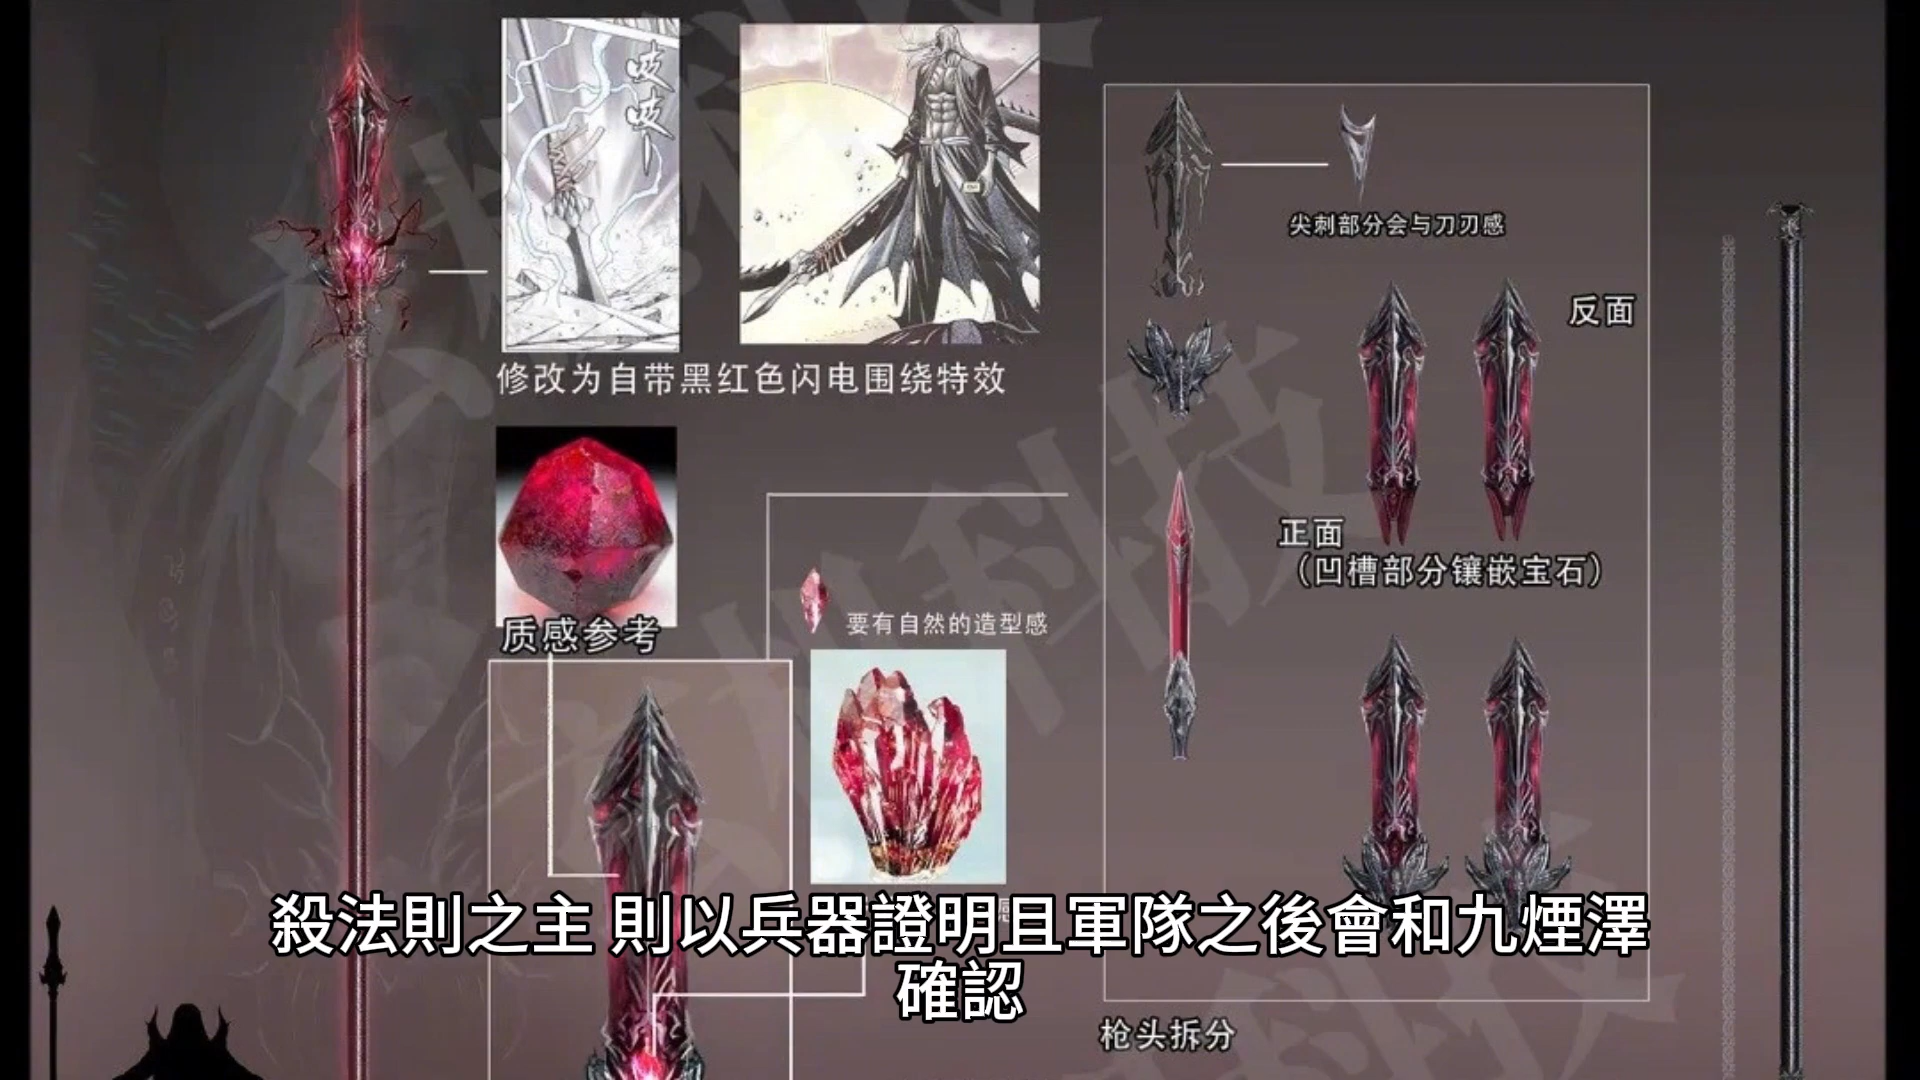 吱
吱
修改为自带黑红色闪电围绕特效
尖刺部分会与刀刃感
反面
正面
（凹槽部分镶嵌宝石）
质感参考
要有自然的造型感
殺法則之主 則以兵器證明且軍隊之後會和九煙澤
確認
枪头拆分